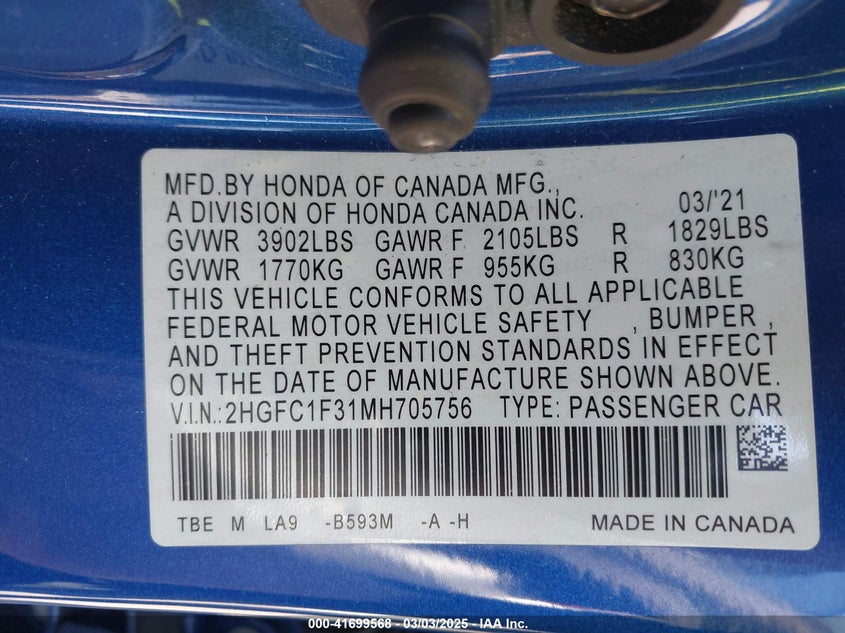 MFD.BY HONDA OF CANADA MFG.,
A DIVISION OF HONDA CANADA INC. 03/'21
GVWR 3902LBS GAWR F 2105LBS R 1829LBS
GVWR 1770KG GAWR F 955KG R 830KG
THIS VEHICLE CONFORMS TO ALL APPLICABLE
FEDERAL MOTOR VEHICLE SAFETY , BUMPER ,
AND THEFT PREVENTION STANDARDS IN EFFECT
ON THE DATE OF MANUFACTURE SHOWN ABOVE.
V.I.N.:2HGFC1F31MH705756 TYPE: PASSENGER CAR
TBE M LA9 -B593M -A -H MADE IN CANADA
000-41699568 — 03/03/2025 — IAA Inc.